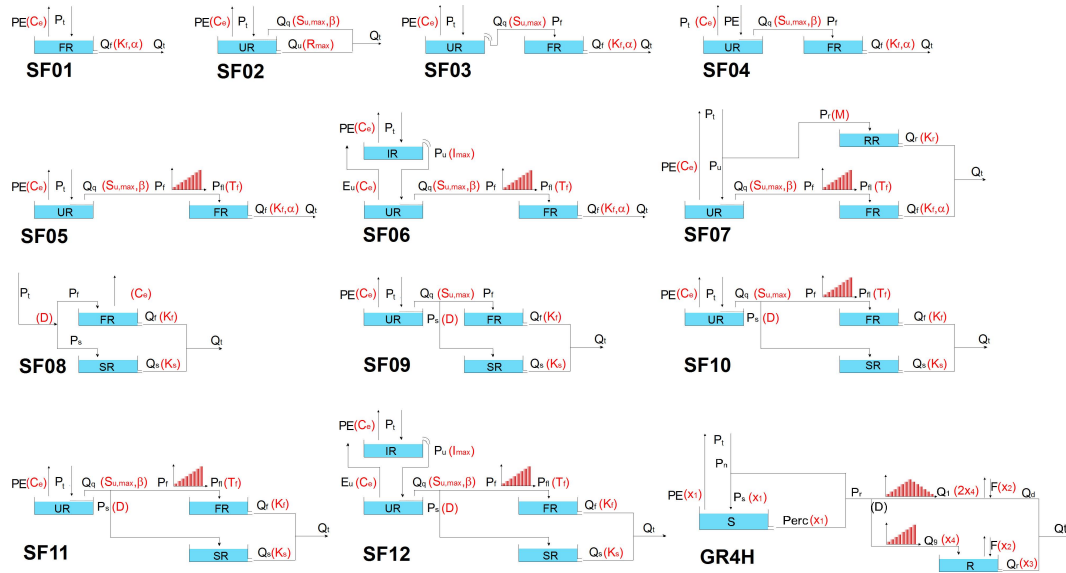 PE(Ce) Pt FR Qf (Kf,α) Qt
SF01
PE(Ce) Pt UR Qq (Su,max,β) Qu(Rmax) Qt
SF02
PE(Ce) Pt UR Qq (Su,max) Pf FR Qf (Kf,α) Qt
SF03
Pt (Ce) PE UR Qq (Su,max,β) Pf FR Qf (Kf,α) Qt
SF04
PE(Ce) Pt UR Qq (Su,max,β) Pf Pfl(Tf) FR Qf (Kf,α) Qt
SF05
PE(Ce) Pt IR Pu (Imax)
Eu (Ce) UR Qq (Su,max,β) Pf Pfl(Tf) FR Qf (Kf,α) Qt
SF06
Pt Pr (M) RR Qr (Kr)
PE(Ce) Pu Qt
Qq (Su,max,β) Pf Pfl(Tf)
UR FR Qf (Kf,α)
SF07
Pt Pf (Ce)
(D) FR Qf (Kf)
Ps Qt
SR Qs (Ks)
SF08
PE(Ce) Pt Qq (Su,max) Pf
UR Ps (D) FR Qf (Kf)
Qt
SR Qs (Ks)
SF09
PE(Ce) Pt Qq (Su,max) Pf Pfl(Tf)
UR Ps (D) FR Qf (Kf)
Qt
SR Qs (Ks)
SF10
PE(Ce) Pt Qq (Su,max,β) Pf Pfl(Tf)
UR Ps (D) FR Qf (Kf)
Qt
SR Qs (Ks)
SF11
PE(Ce) Pt
IR Pu (Imax)
Eu (Ce) Qq (Su,max,β) Pf Pfl(Tf)
UR Ps (D) FR Qf (Kf)
Qt
SR Qs (Ks)
SF12
Pt
Pn
PE(x1) Ps (x1) Pr Q1 (2x4) F(x2) Qd
S Perc(x1) (D)
Qt
Q9 (x4) F(x2)
R Qr(x3)
GR4H